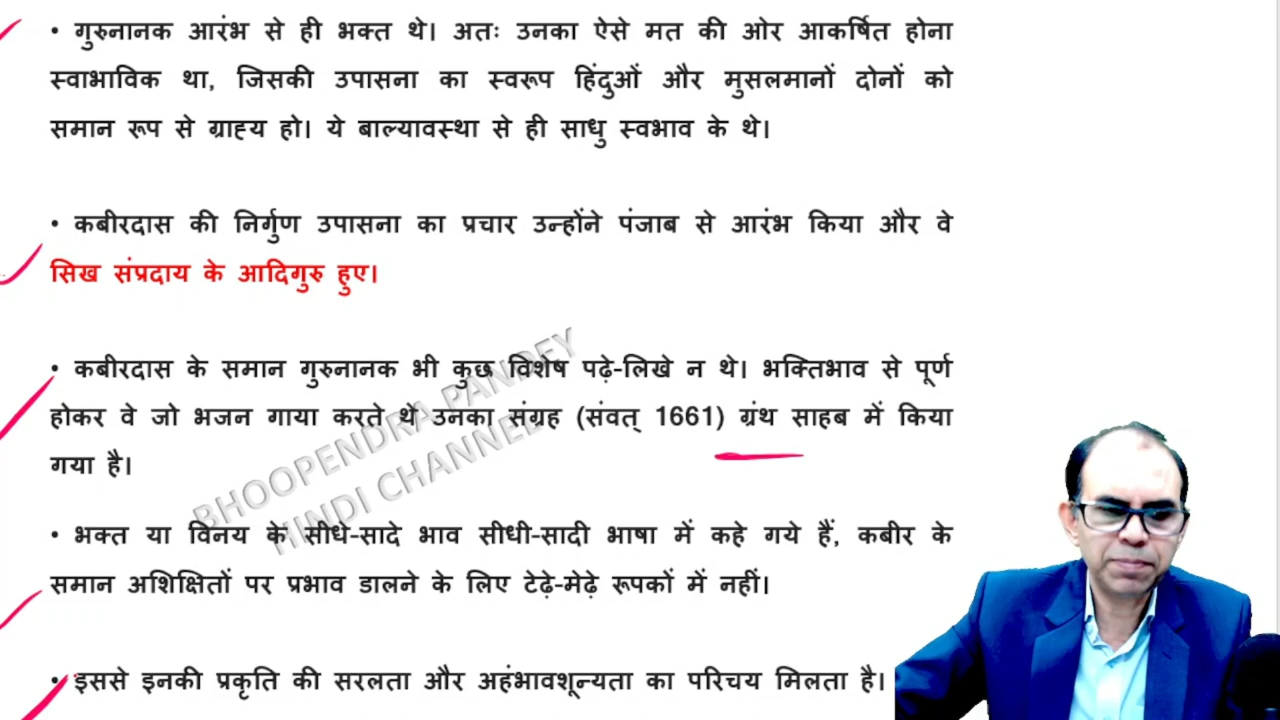 • गुरुनानक आरंभ से ही भक्त थे। अतः उनका ऐसे मत की ओर आकर्षित होना
स्वाभाविक था, जिसकी उपासना का स्वरूप हिंदुओं और मुसलमानों दोनों को
समान रूप से ग्राह्य हो। ये बाल्यावस्था से ही साधु स्वभाव के थे।
• कबीरदास की निर्गुण उपासना का प्रचार उन्होंने पंजाब से आरंभ किया और वे
सिख संप्रदाय के आदिगुरु हुए।
• कबीरदास के समान गुरुनानक भी कुछ विशेष पढ़े-लिखे न थे। भक्तिभाव से पूर्ण
होकर वे जो भजन गाया करते थे उनका संग्रह (संवत् 1661) ग्रंथ साहब में किया
गया है।
• भक्त या विनय के सीधे-सादे भाव सीधी-सादी भाषा में कहे गये हैं, कबीर के
समान अशिक्षितों पर प्रभाव डालने के लिए टेढ़े-मेढ़े रूपकों में नहीं।
• इससे इनकी प्रकृति की सरलता और अहंभावशून्यता का परिचय मिलता है।
BHOOPENDRA PANDEY
HINDI CHANNEL